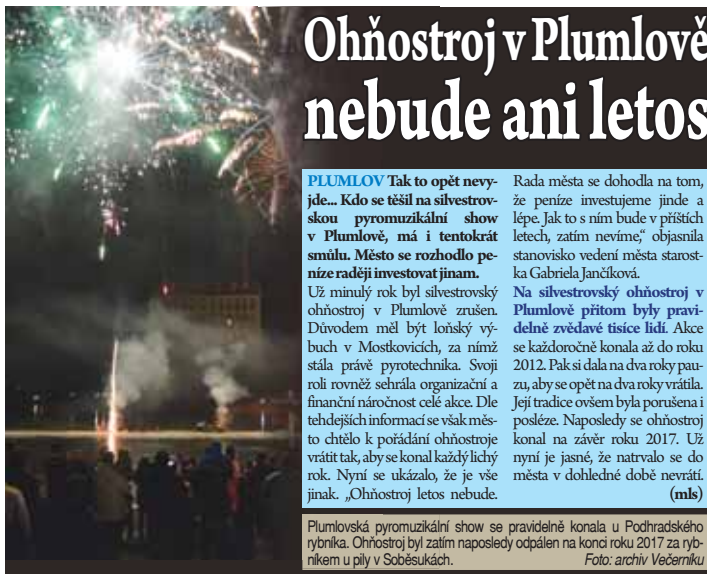 Ohňostroj v Plumlově
nebude ani letos
PLUMLOV Tak to opět nevy-
jde... Kdo se těšil na silvestrov-
skou pyromuzikální show
v Plumlově, má i tentokrát
smůlu. Město se rozhodlo pe-
níze raději investovat jinam.
Už minulý rok byl silvestrovský
ohňostroj v Plumlově zrušen.
Důvodem měl být loňský vý-
buch v Mostkovicích, za nímž
stála právě pyrotechnika. Svoji
roli rovněž sehrála organizační a
finanční náročnost celé akce. Dle
tehdejších informací se však měs-
to chtělo k pořádání ohňostroje
vrátit tak, aby se konal každý lichý
rok. Nyní se ukázalo, že je vše
jinak. „Ohňostroj letos nebude.
Rada města se dohodla na tom,
že peníze investujeme jinde a
lépe. Jak to s ním bude v příštích
letech, zatím nevíme,“ objasnila
stanovisko vedení města starost-
ka Gabriela Jančíková.
Na silvestrovský ohňostroj v
Plumlově přitom byly pravi-
delně zvědavé tisíce lidí. Akce
se každoročně konala až do roku
2012. Pak si dala na dva roky pau-
zu, aby se opět na dva roky vrátila.
Její tradice ovšem byla porušena i
posléze. Naposledy se ohňostroj
konal na závěr roku 2017. Už
nyní je jasné, že natrvalo se do
města v dohledné době nevrátí.
(mls)
Plumlovská pyromuzikální show se pravidelně konala u Podhradského
rybníka. Ohňostroj byl zatím naposledy odpálen na konci roku 2017 za ryb-
níkem u pily v Soběsukách. Foto: archiv Večerníku